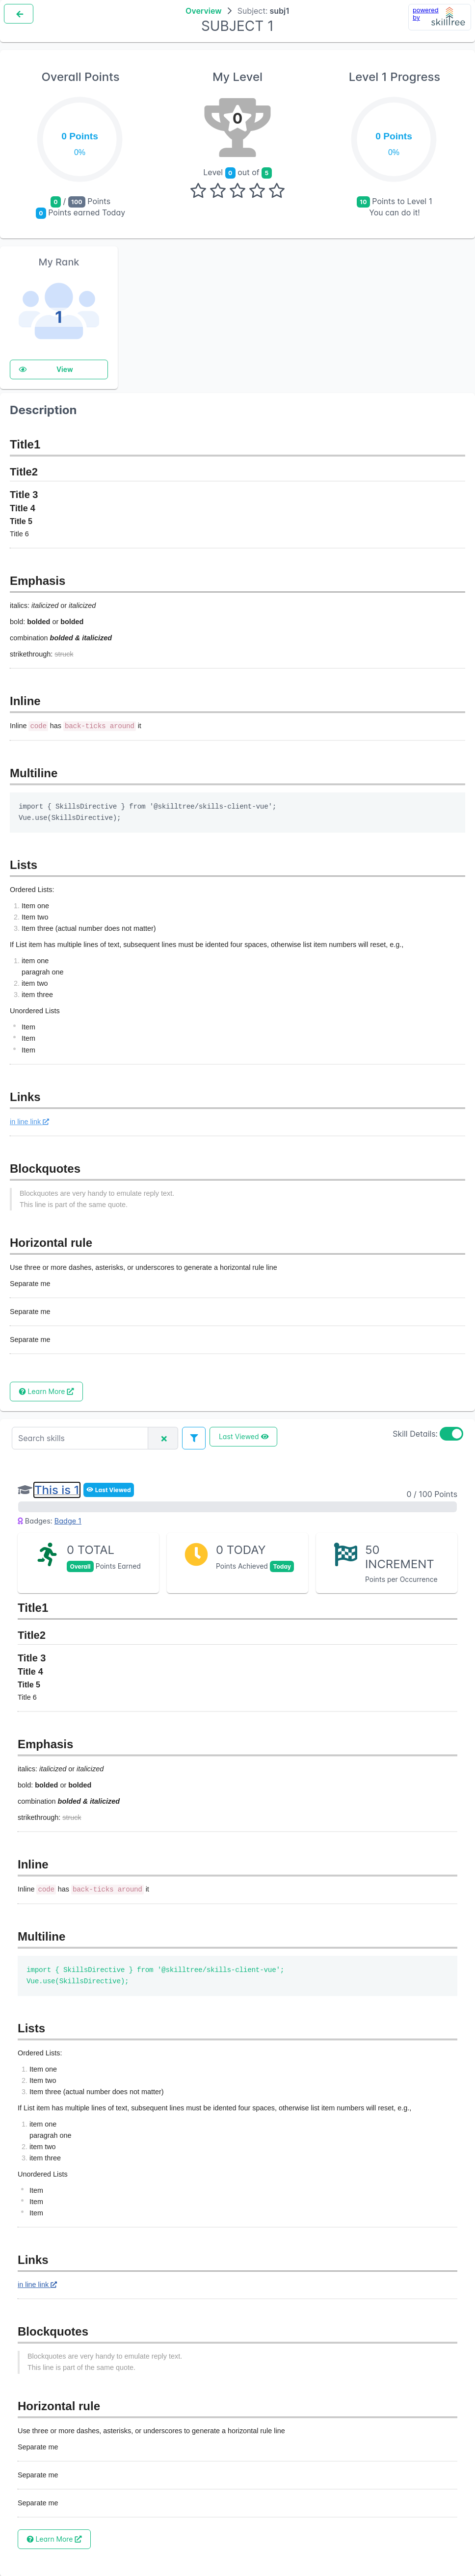 Overview > Subject: subj1
SUBJECT 1
powered
by
skilltree
Overall Points
0 Points
0%
0 / 100 Points
0 Points earned Today
My Level
0
Level 0 out of 5
Level 1 Progress
0 Points
0%
10 Points to Level 1
You can do it!
My Rank
1
View
Description
Title1
Title2
Title 3
Title 4
Title 5
Title 6
Emphasis
italics: italicized or italicized
bold: bolded or bolded
combination bolded & italicized
strikethrough: struck
Inline
Inline code has back-ticks around it
Multiline
import { SkillsDirective } from '@skilltree/skills-client-vue';
Vue.use(SkillsDirective);
Lists
Ordered Lists:
1. Item one
2. Item two
3. Item three (actual number does not matter)
If List item has multiple lines of text, subsequent lines must be idented four spaces, otherwise list item numbers will reset, e.g.,
1. item one
paragrah one
2. item two
3. item three
Unordered Lists
* Item
* Item
* Item
Links
in line link
Blockquotes
Blockquotes are very handy to emulate reply text.
This line is part of the same quote.
Horizontal rule
Use three or more dashes, asterisks, or underscores to generate a horizontal rule line
Separate me
Separate me
Separate me
Learn More
Search skills
Last Viewed
Skill Details:
This is 1 Last Viewed
0 / 100 Points
Badges: Badge 1
0 TOTAL
Overall Points Earned
0 TODAY
Points Achieved Today
50
INCREMENT
Points per Occurrence
Title1
Title2
Title 3
Title 4
Title 5
Title 6
Emphasis
italics: italicized or italicized
bold: bolded or bolded
combination bolded & italicized
strikethrough: struck
Inline
Inline code has back-ticks around it
Multiline
import { SkillsDirective } from '@skilltree/skills-client-vue';
Vue.use(SkillsDirective);
Lists
Ordered Lists:
1. Item one
2. Item two
3. Item three (actual number does not matter)
If List item has multiple lines of text, subsequent lines must be idented four spaces, otherwise list item numbers will reset, e.g.,
1. item one
paragrah one
2. item two
3. item three
Unordered Lists
* Item
* Item
* Item
Links
in line link
Blockquotes
Blockquotes are very handy to emulate reply text.
This line is part of the same quote.
Horizontal rule
Use three or more dashes, asterisks, or underscores to generate a horizontal rule line
Separate me
Separate me
Separate me
Learn More